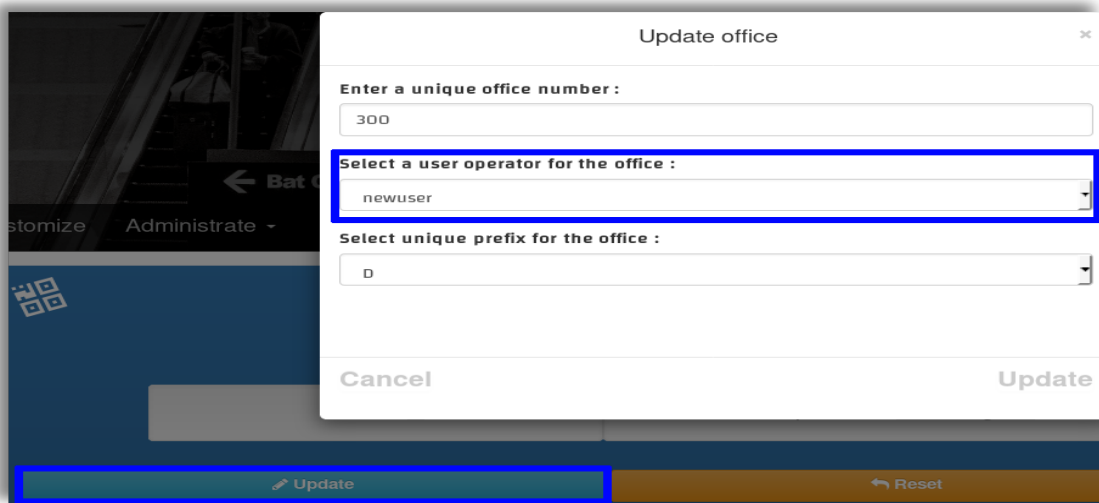 Update office
×
Enter a unique office number :
300
Select a user operator for the office :
newuser
Select unique prefix for the office :
D
Cancel
Update
Bat
stomize
Administrate
Update
Reset